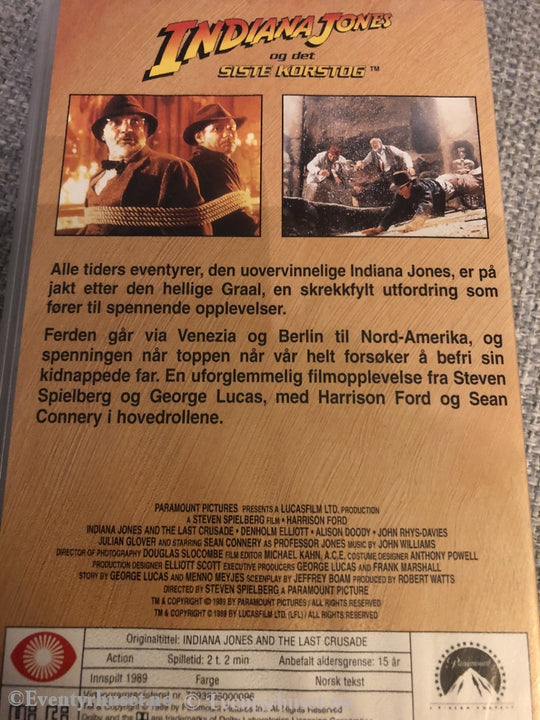 INDIANA JONES
og det
SISTE KORSTOG ™
Alle tiders eventyrer, den uovervinnelige Indiana Jones, er på
jakt etter den hellige Graal, en skrekkfylt utfordring som
fører til spennende opplevelser.
Ferden går via Venezia og Berlin til Nord-Amerika, og
spenningen når toppen når vår helt forsøker å befri sin
kidnappede far. En uforglemmelig filmopplevelse fra Steven
Spielberg og George Lucas, med Harrison Ford og Sean
Connery i hovedrollene.
PARAMOUNT PICTURES PRESENTS A LUCASFILM LTD. PRODUCTION
A STEVEN SPIELBERG FILM • HARRISON FORD
INDIANA JONES AND THE LAST CRUSADE • DENHOLM ELLIOTT • ALISON DOODY • JOHN RHYS-DAVIES
JULIAN GLOVER AND STARRING SEAN CONNERY AS PROFESSOR JONES MUSIC BY JOHN WILLIAMS
DIRECTOR OF PHOTOGRAPHY DOUGLAS SLOCOMBE FILM EDITOR MICHAEL KAHN, A.C.E. COSTUME DESIGNER ANTHONY POWELL
PRODUCTION DESIGNER ELLIOTT SCOTT EXECUTIVE PRODUCERS GEORGE LUCAS AND FRANK MARSHALL
STORY BY GEORGE LUCAS AND MENNO MEYJES SCEENPLAY BY JEFFREY BOAM PRODUCED BY ROBERT WATTS
DIRECTED BY STEVEN SPIELBERG A PARAMOUNT PICTURE
TM & COPYRIGHT © 1989 BY PARAMOUNT PICTURES / ALL RIGHTS RESERVED
TM & COPYRIGHT © 1989 BY LUCASFILM LTD. (LFL) / ALL RIGHTS RESERVED
Originaltittel: INDIANA JONES AND THE LAST CRUSADE
Action Spilletid: 2 t. 2 min Anbefalt aldersgrense: 15 år
Innspilt 1989 Farge Norsk tekst
Paramount